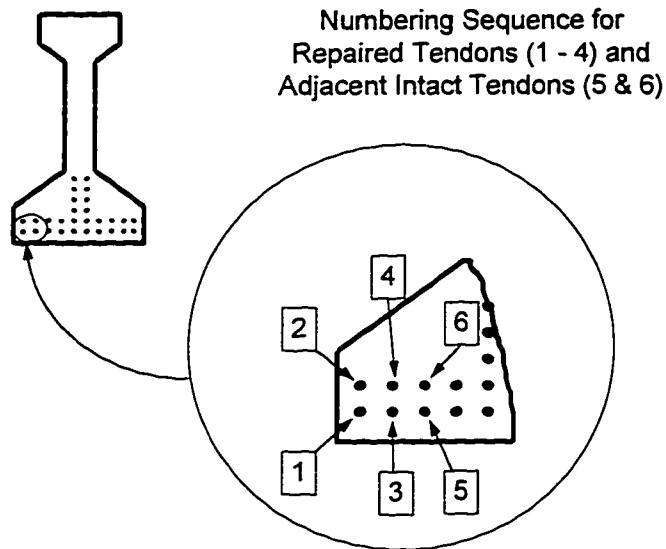 Numbering Sequence for
Repaired Tendons (1 - 4) and
Adjacent Intact Tendons (5 & 6)
4
2
6
1
3
5